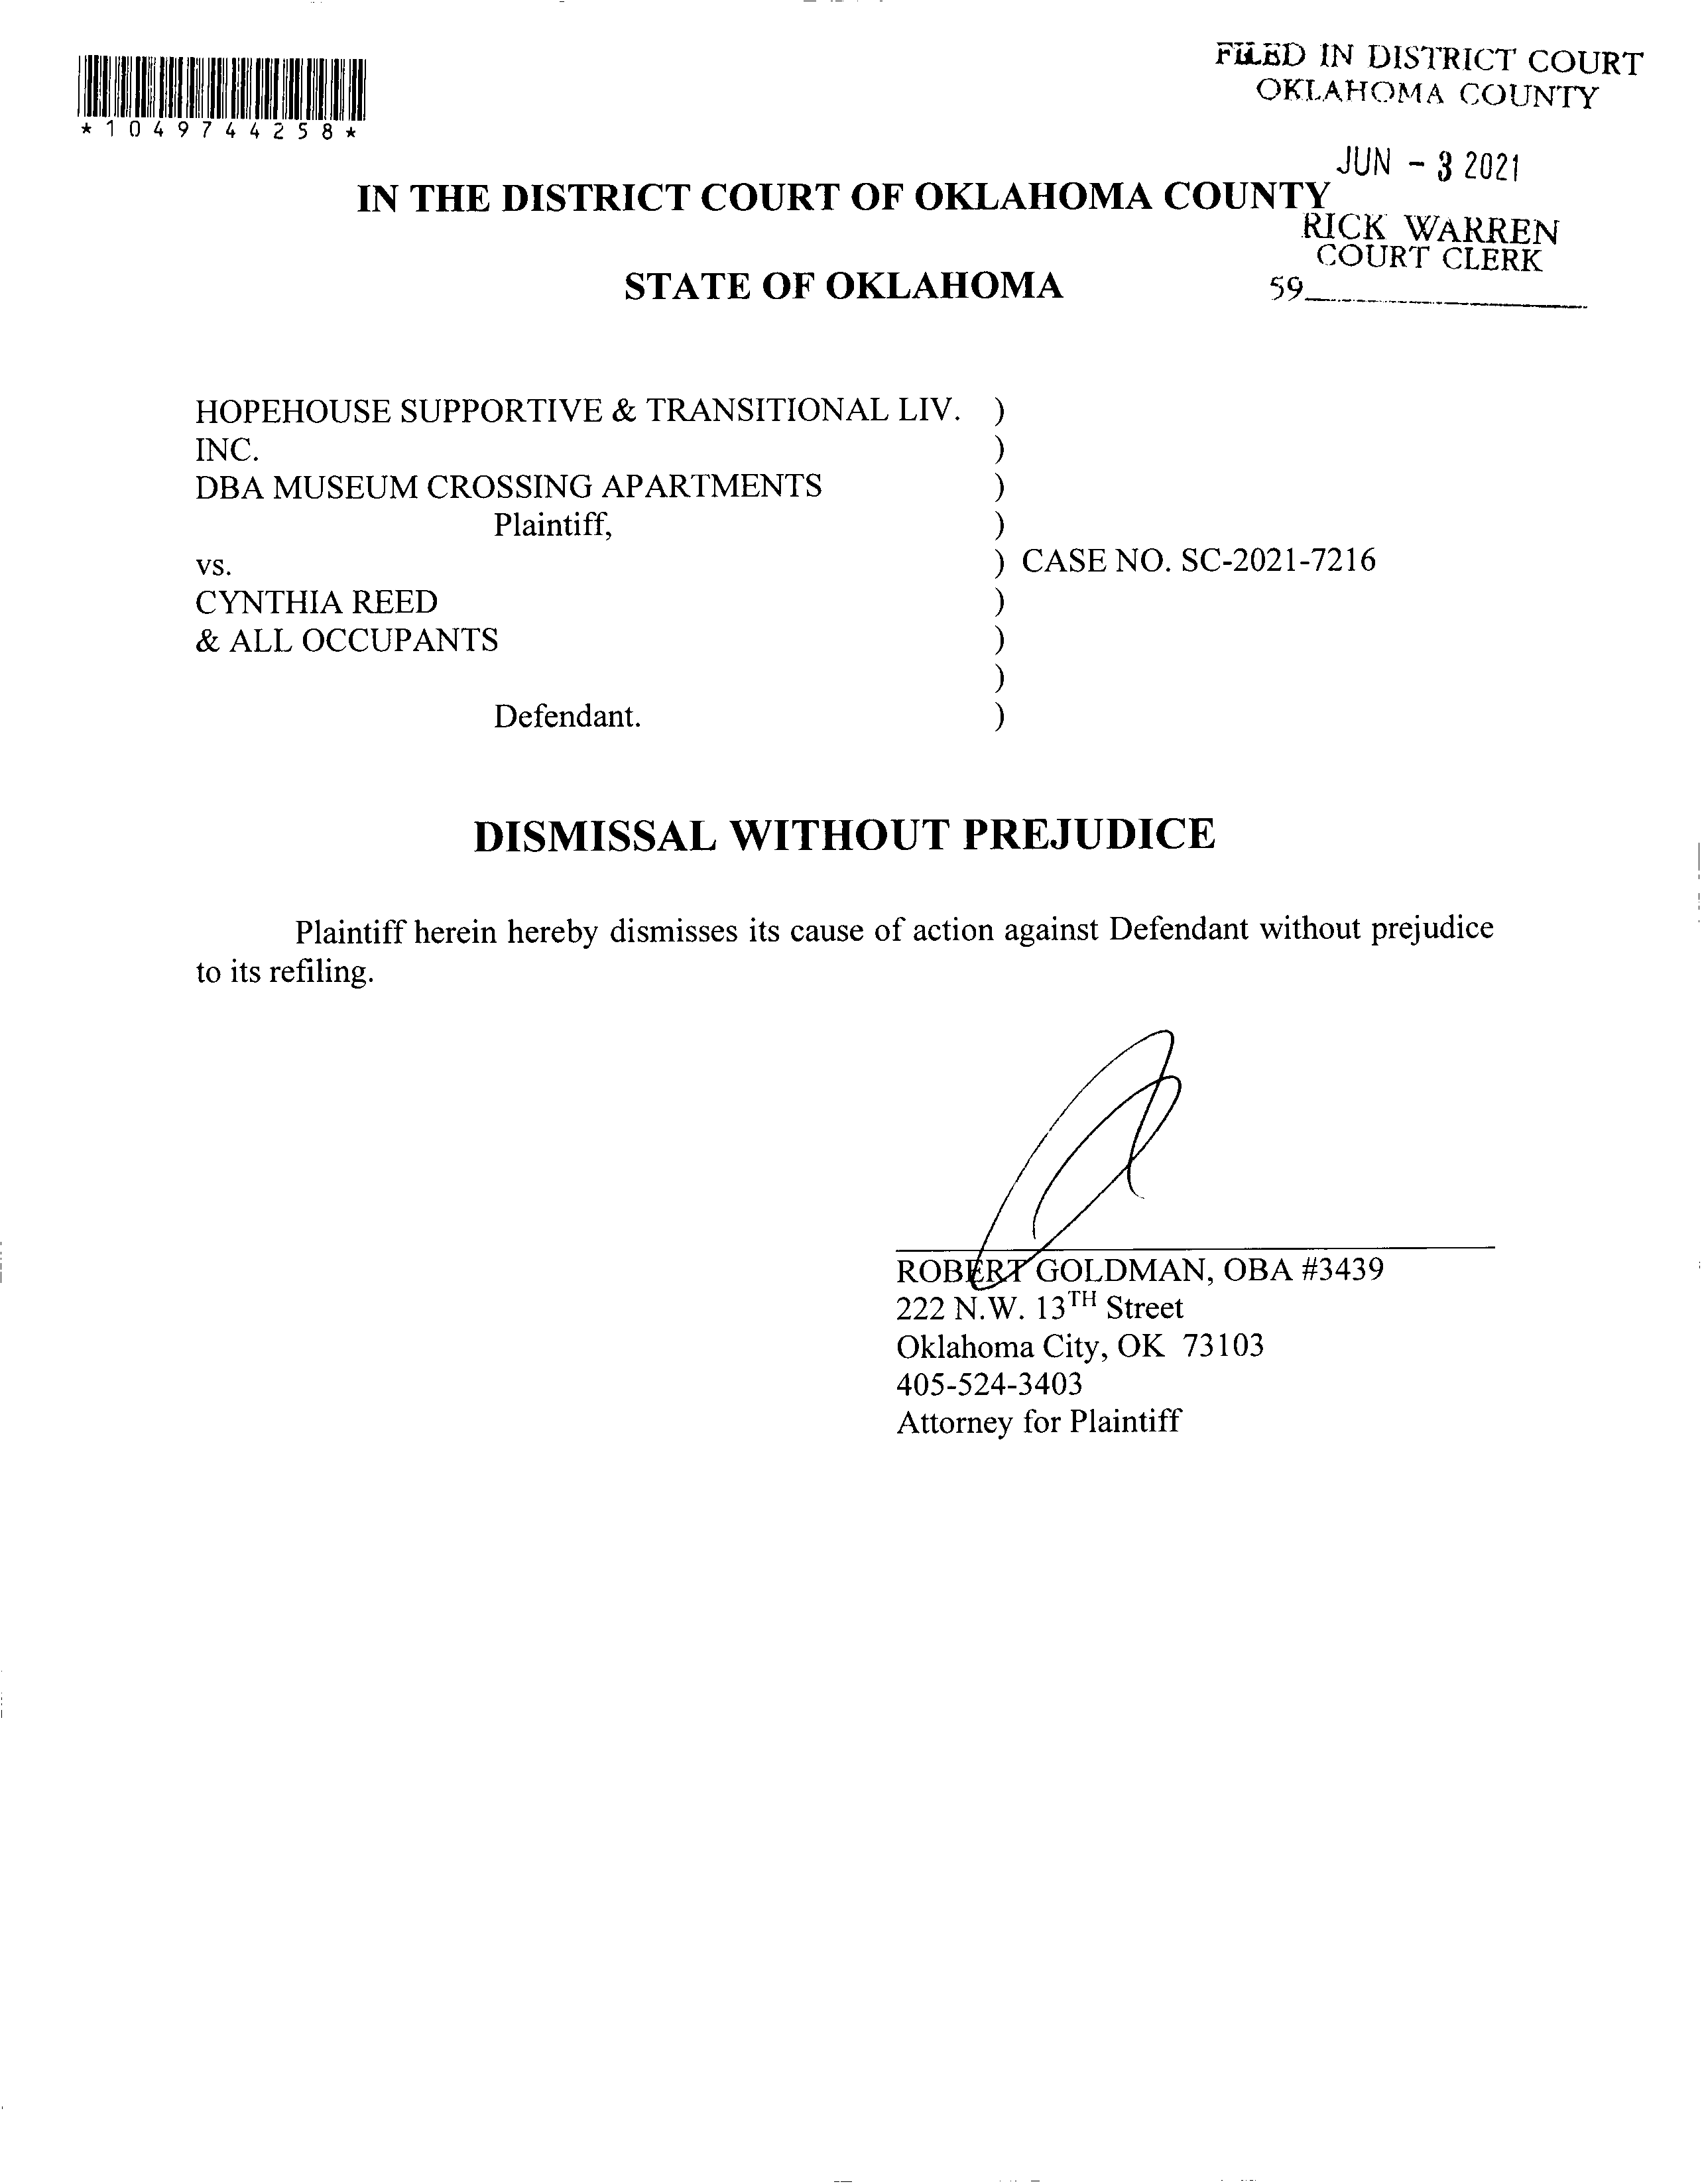 FILED IN DISTRICT COURT
OKLAHOMA COUNTY
*1049744258*
JUN - 3 2021
IN THE DISTRICT COURT OF OKLAHOMA COUNTY
RICK WARREN
COURT CLERK
STATE OF OKLAHOMA
59
HOPEHOUSE SUPPORTIVE & TRANSITIONAL LIV. )
INC. )
DBA MUSEUM CROSSING APARTMENTS )
Plaintiff, )
vs. ) CASE NO. SC-2021-7216
CYNTHIA REED )
& ALL OCCUPANTS )
)
Defendant. )
DISMISSAL WITHOUT PREJUDICE
Plaintiff herein hereby dismisses its cause of action against Defendant without prejudice
to its refiling.
ROBERT GOLDMAN, OBA #3439
222 N.W. 13TH Street
Oklahoma City, OK 73103
405-524-3403
Attorney for Plaintiff